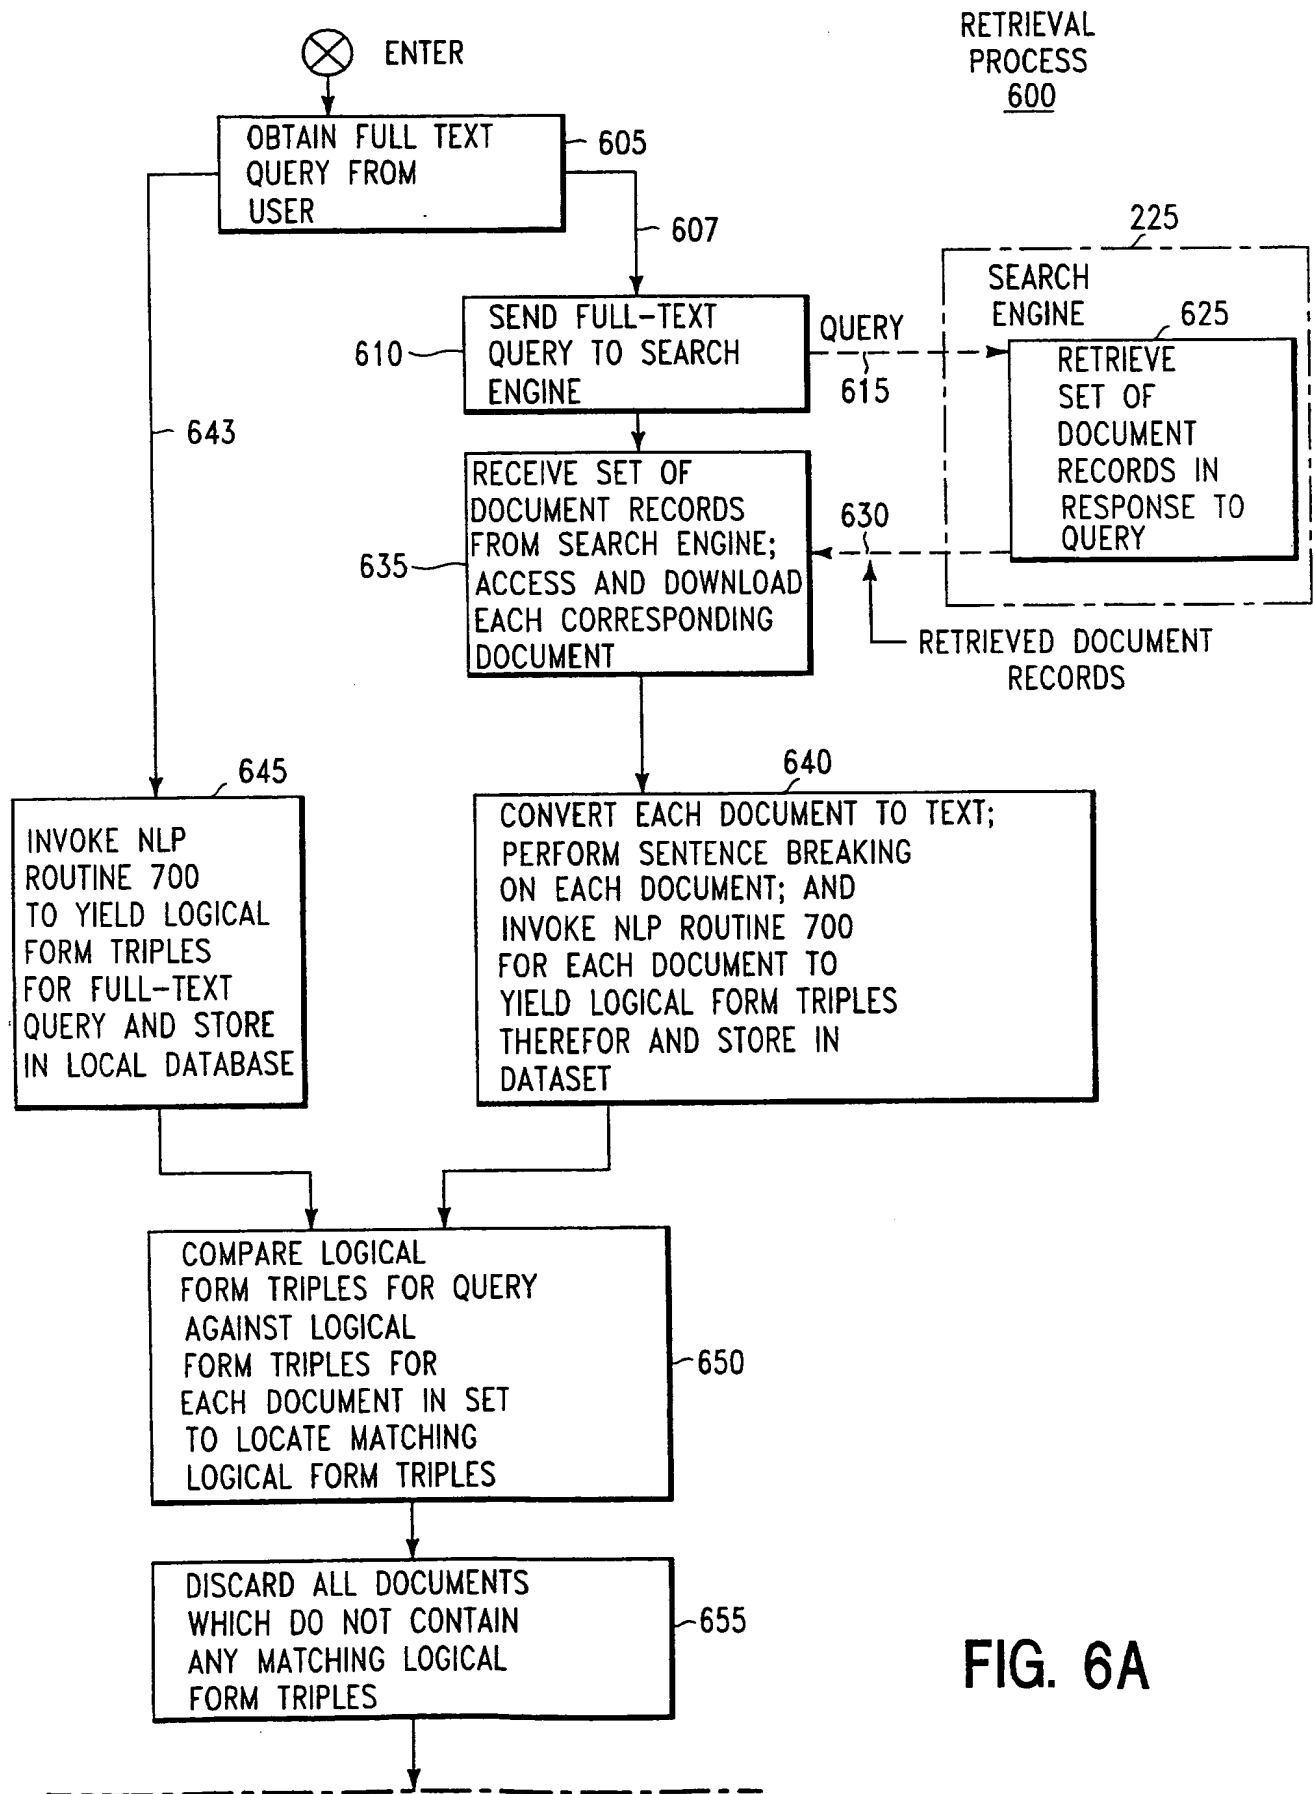 ENTER
RETRIEVAL
PROCESS
600
OBTAIN FULL TEXT
QUERY FROM
USER
605
607
225
SEARCH
ENGINE
SEND FULL-TEXT
QUERY TO SEARCH
ENGINE
610
QUERY
615
625
RETRIEVE
SET OF
DOCUMENT
RECORDS IN
RESPONSE TO
QUERY
643
RECEIVE SET OF
DOCUMENT RECORDS
FROM SEARCH ENGINE;
ACCESS AND DOWNLOAD
EACH CORRESPONDING
DOCUMENT
635
630
RETRIEVED DOCUMENT
RECORDS
645
INVOKE NLP
ROUTINE 700
TO YIELD LOGICAL
FORM TRIPLES
FOR FULL-TEXT
QUERY AND STORE
IN LOCAL DATABASE
640
CONVERT EACH DOCUMENT TO TEXT;
PERFORM SENTENCE BREAKING
ON EACH DOCUMENT; AND
INVOKE NLP ROUTINE 700
FOR EACH DOCUMENT TO
YIELD LOGICAL FORM TRIPLES
THEREFOR AND STORE IN
DATASET
COMPARE LOGICAL
FORM TRIPLES FOR QUERY
AGAINST LOGICAL
FORM TRIPLES FOR
EACH DOCUMENT IN SET
TO LOCATE MATCHING
LOGICAL FORM TRIPLES
650
DISCARD ALL DOCUMENTS
WHICH DO NOT CONTAIN
ANY MATCHING LOGICAL
FORM TRIPLES
655
FIG. 6A